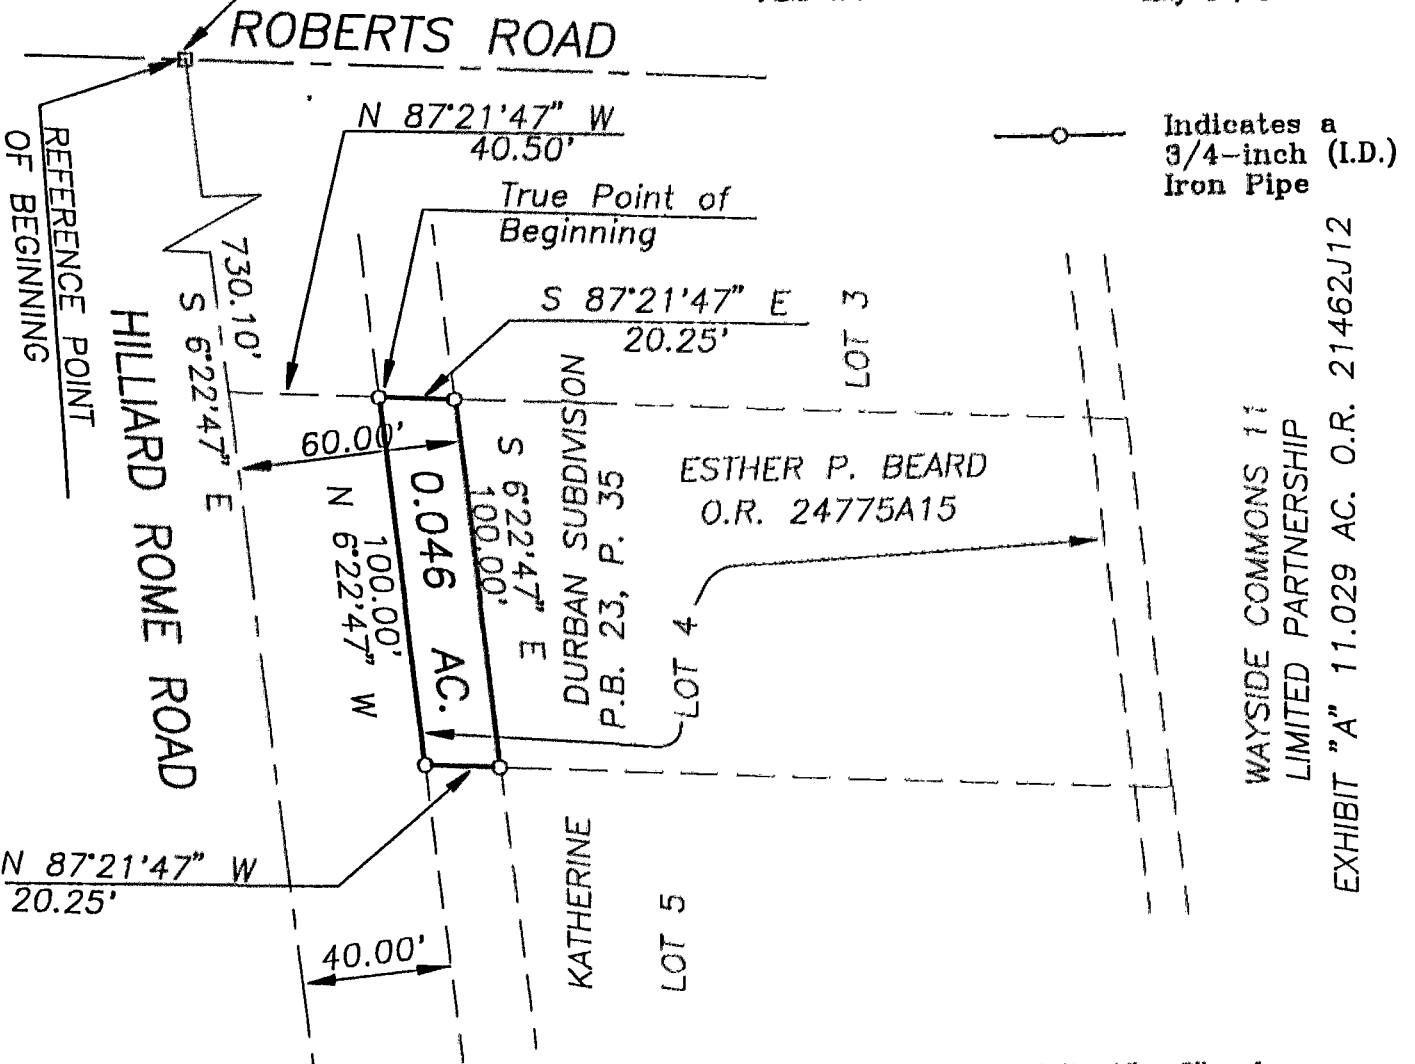 ROBERTS ROAD
N 87°21'47" W
40.50'
Indicates a
3/4-inch (I.D.)
Iron Pipe
True Point of
Beginning
REFERENCE POINT
OF BEGINNING
730.10'
S 6°22'47" E
S 87°21'47" E
20.25'
LOT 3
HILLIARD ROME ROAD
60.00'
0.046 AC.
S 6°22'47" E
100.00'
100.00'
N 6°22'47" W
DURBAN SUBDIVISION
P.B. 23, P. 35
ESTHER P. BEARD
O.R. 24775A15
LOT 4
WAYSIDE COMMONS 11
LIMITED PARTNERSHIP
EXHIBIT "A" 11.029 AC. O.R. 21462J12
N 87°21'47" W
20.25'
40.00'
KATHERINE
LOT 5